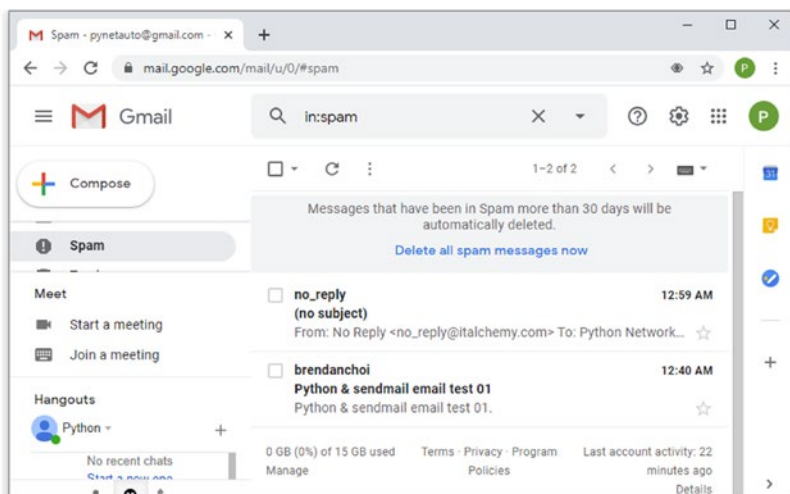 Spam - pynetauto@gmail.com -
mail.google.com/mail/u/0/#spam
P
Gmail
in:spam
P
Compose
1–2 of 2
31
Messages that have been in Spam more than 30 days will be
automatically deleted.
Delete all spam messages now
Spam
Meet
Start a meeting
Join a meeting
no_reply
12:59 AM
(no subject)
From: No Reply <no_reply@italchemy.com> To: Python Network...
brendanchoi
12:40 AM
Python & sendmail email test 01
Python & sendmail email test 01.
Hangouts
Python
No recent chats
Start a new one
0 GB (0%) of 15 GB used
Manage
Terms · Privacy · Program
Policies
Last account activity: 22
minutes ago
Details